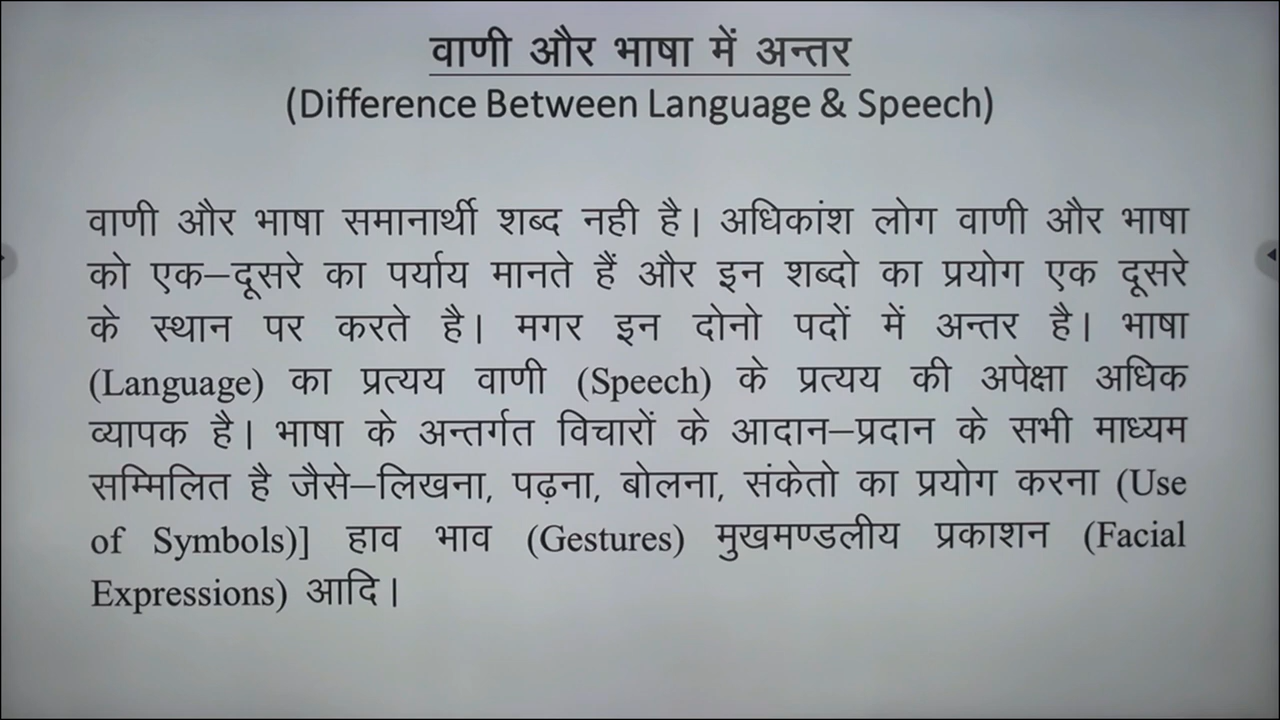 वाणी और भाषा में अन्तर
(Difference Between Language & Speech)
वाणी और भाषा समानार्थी शब्द नही है। अधिकांश लोग वाणी और भाषा
को एक–दूसरे का पर्याय मानते हैं और इन शब्दो का प्रयोग एक दूसरे
के स्थान पर करते है। मगर इन दोनो पदों में अन्तर है। भाषा
(Language) का प्रत्यय वाणी (Speech) के प्रत्यय की अपेक्षा अधिक
व्यापक है। भाषा के अन्तर्गत विचारों के आदान–प्रदान के सभी माध्यम
सम्मिलित है जैसे–लिखना, पढ़ना, बोलना, संकेतो का प्रयोग करना (Use
of Symbols)] हाव भाव (Gestures) मुखमण्डलीय प्रकाशन (Facial
Expressions) आदि।